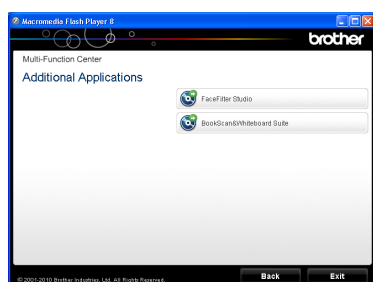 Macromedia Flash Player 8
brother
Multi-Function Center
Additional Applications
FaceFilter Studio
BookScan&Whiteboard Suite
© 2001-2010 Brother Industries, Ltd. All Rights Reserved.
Back
Exit